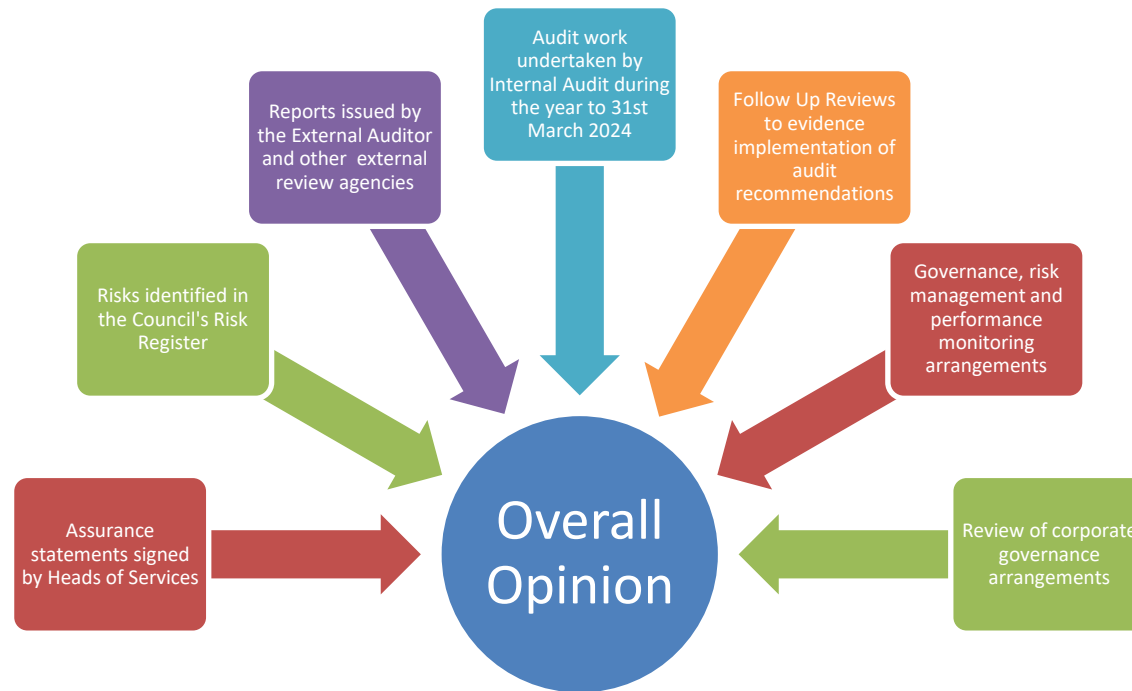 Audit work
undertaken by
Internal Audit during
the year to 31st
March 2024
Reports issued by
the External Auditor
and other external
review agencies
Follow Up Reviews
to evidence
implementation of
audit
recommendations
Risks identified in
the Council's Risk
Register
Governance, risk
management and
performance
monitoring
arrangements
Assurance
statements signed
by Heads of Services
Overall
Opinion
Review of corporate
governance
arrangements